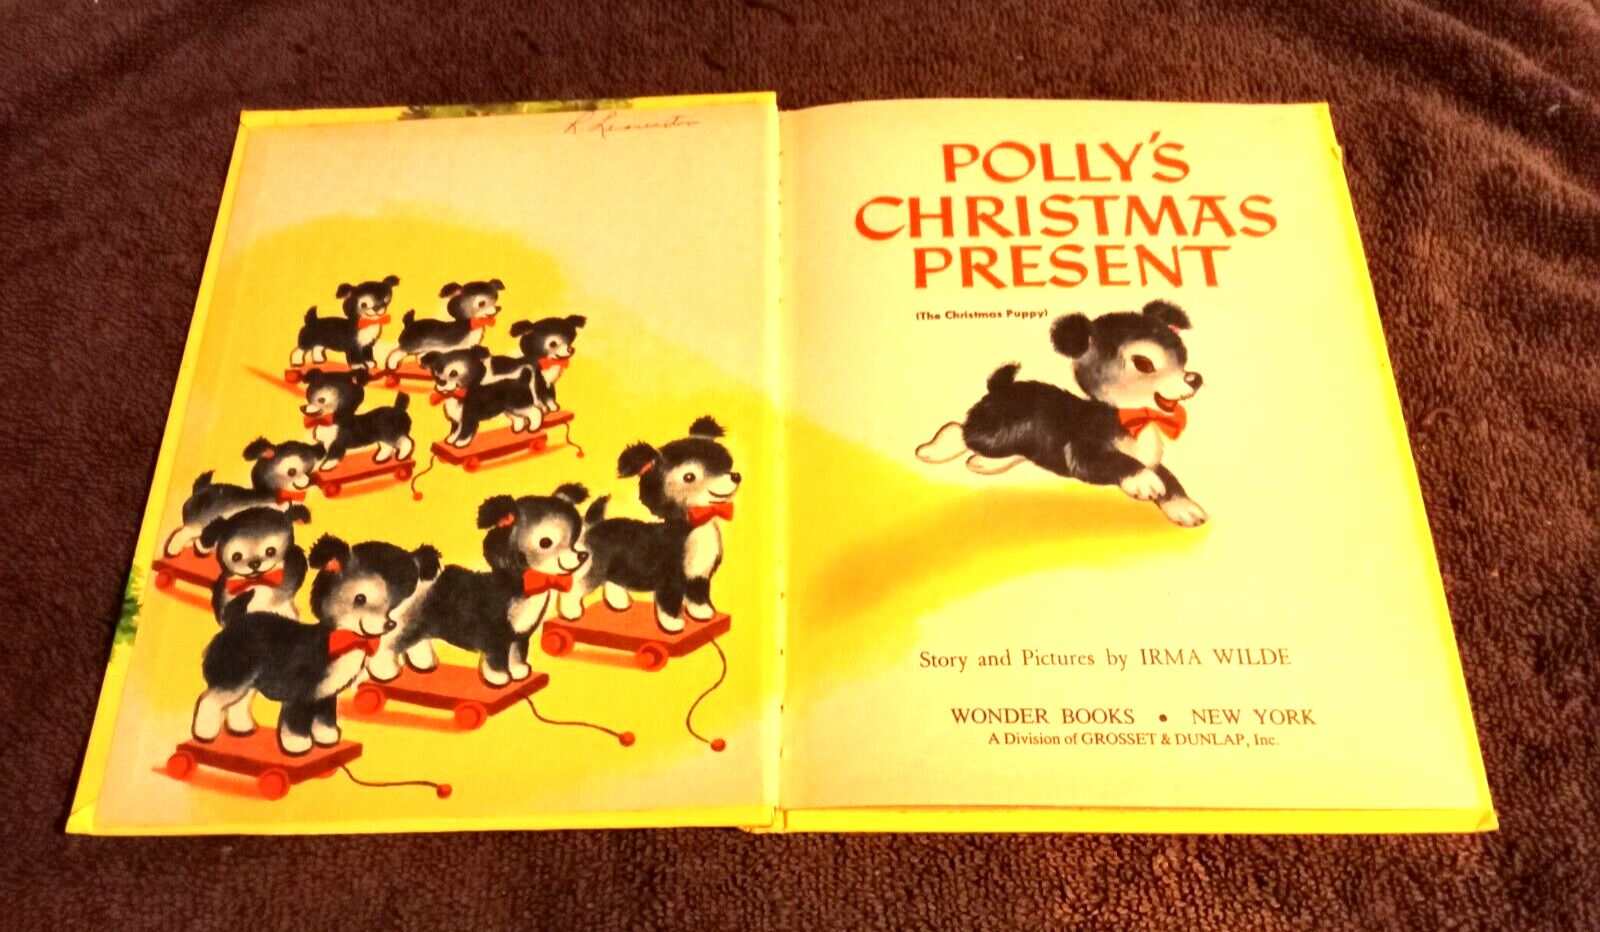 POLLY'S
CHRISTMAS
PRESENT
(The Christmas Puppy)
Story and Pictures by IRMA WILDE
WONDER BOOKS • NEW YORK
A Division of GROSSET & DUNLAP, Inc.